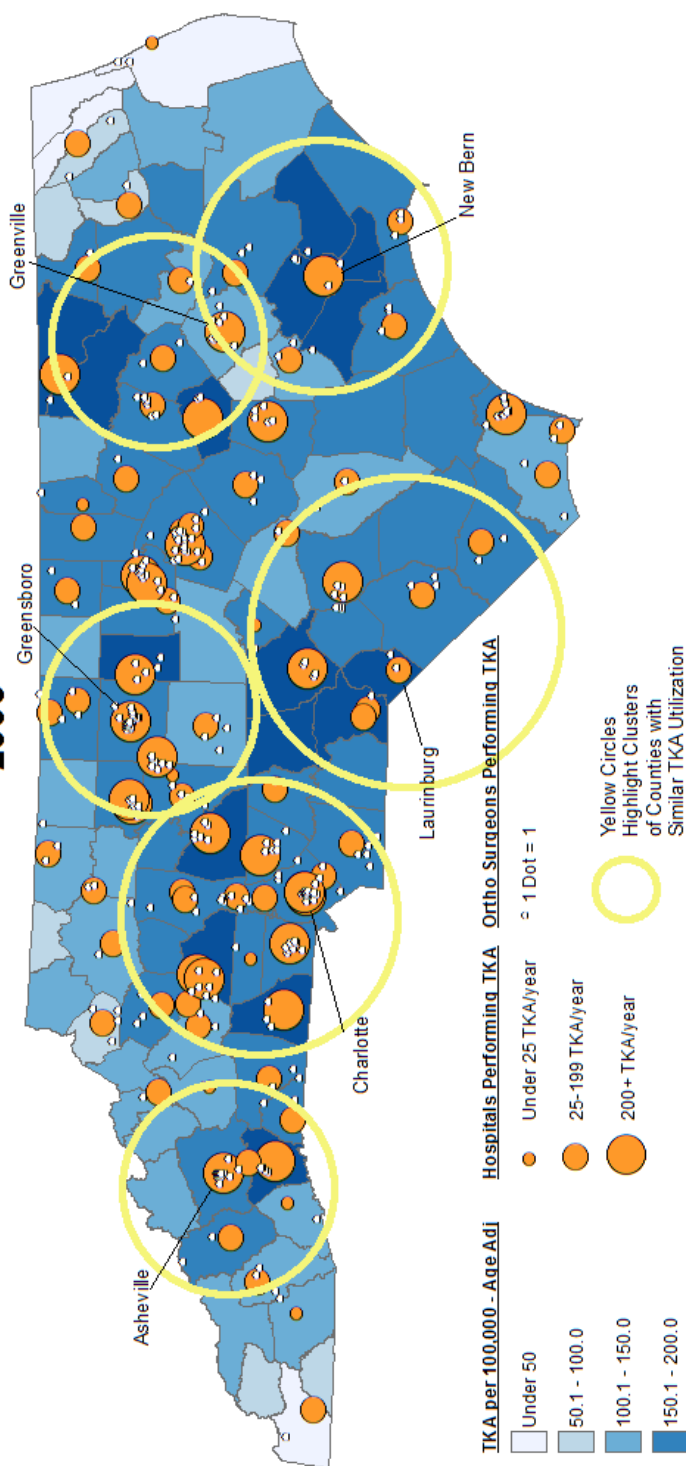 Greenville
Greensboro
New Bern
Asheville
Charlotte
Laurinburg
TKA per 100,000 - Age Adj
Under 50
50.1 - 100.0
100.1 - 150.0
150.1 - 200.0
Hospitals Performing TKA
Under 25 TKA/year
25-199 TKA/year
200+ TKA/year
Ortho Surgeons Performing TKA
1 Dot = 1
Yellow Circles
Highlight Clusters
of Counties with
Similar TKA Utilization